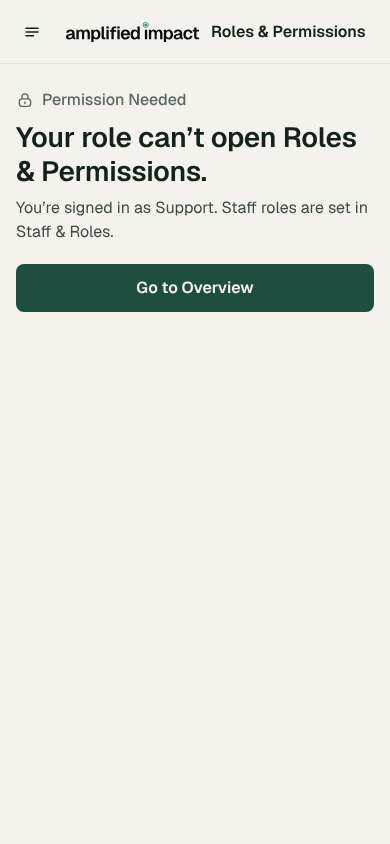 amplified impact
Roles & Permissions
Permission Needed
Your role can’t open Roles
& Permissions.
You’re signed in as Support. Staff roles are set in
Staff & Roles.
Go to Overview